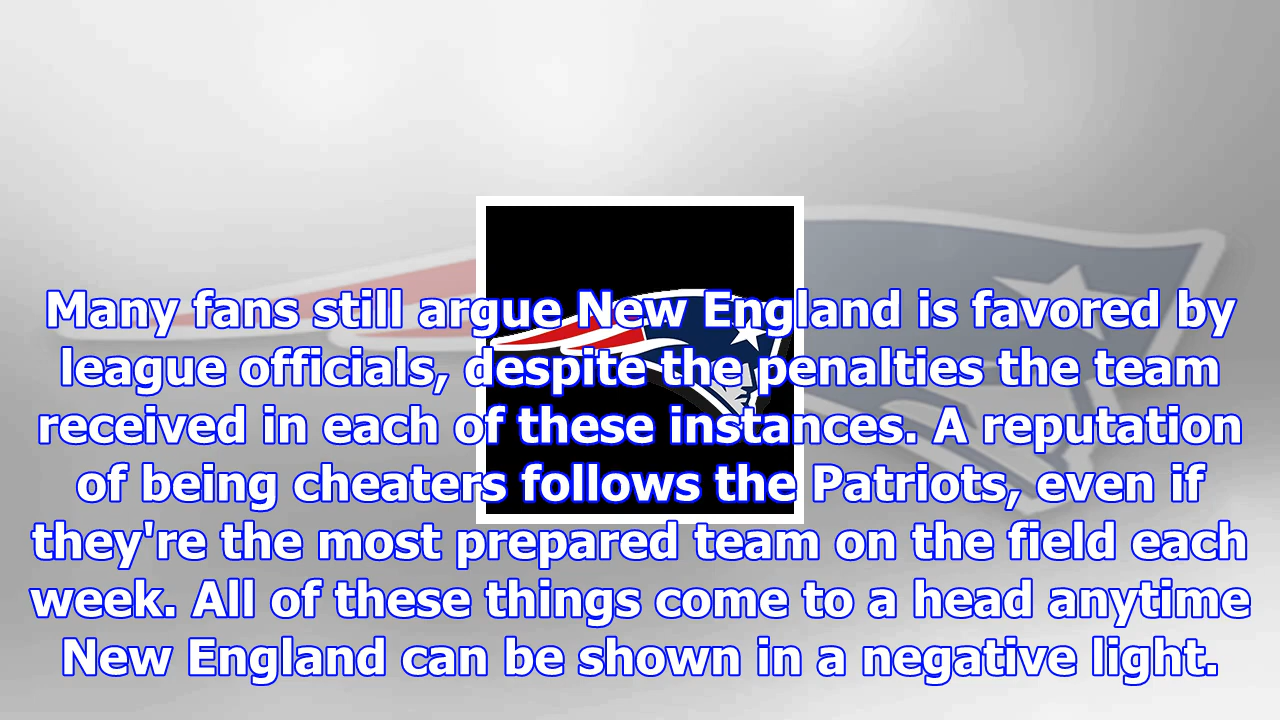 Many fans still argue New England is favored by
league officials, despite the penalties the team
received in each of these instances. A reputation
of being cheaters follows the Patriots, even if
they're the most prepared team on the field each
week. All of these things come to a head anytime
New England can be shown in a negative light.